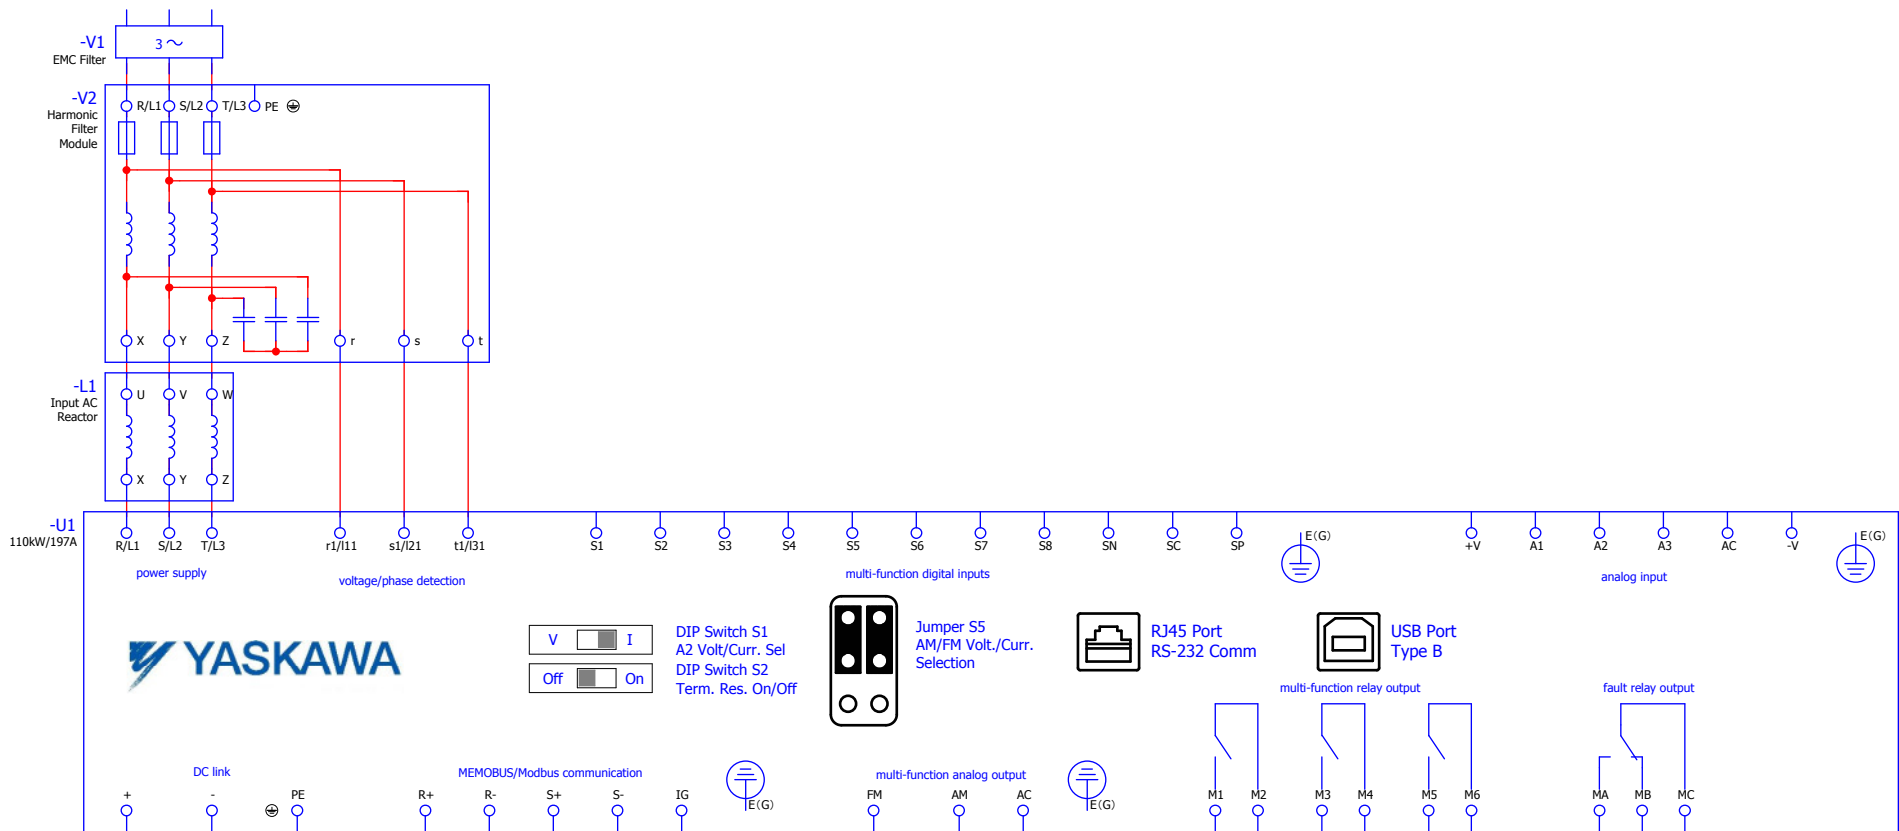 -V1
3
EMC Filter
-V2
Harmonic
Filter
Module
R/L1 S/L2 T/L3 PE
X Y Z r s t
-L1
Input AC
Reactor
U V W
X Y Z
-U1
110kW/197A
R/L1 S/L2 T/L3 r1/l11 s1/l21 t1/l31 S1 S2 S3 S4 S5 S6 S7 S8 SN SC SP E(G) +V A1 A2 A3 AC -V E(G)
power supply
voltage/phase detection
multi-function digital inputs
analog input
YASKAWA
V I
DIP Switch S1
A2 Volt/Curr. Sel
Off On
DIP Switch S2
Term. Res. On/Off
Jumper S5
AM/FM Volt./Curr.
Selection
RJ45 Port
RS-232 Comm
USB Port
Type B
multi-function relay output
fault relay output
DC link
MEMOBUS/Modbus communication
multi-function analog output
+ - PE R+ R- S+ S- IG E(G) FM AM AC E(G) M1 M2 M3 M4 M5 M6 MA MB MC